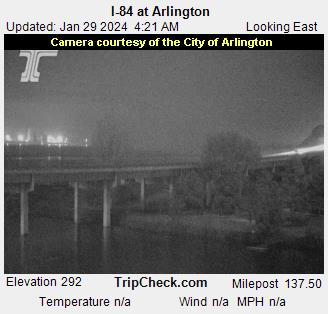 I-84 at Arlington
Updated: Jan 29 2024 4:21 AM Looking East
Camera courtesy of the City of Arlington
Elevation 292 TripCheck.com Milepost 137.50
Temperature n/a Wind n/a MPH n/a